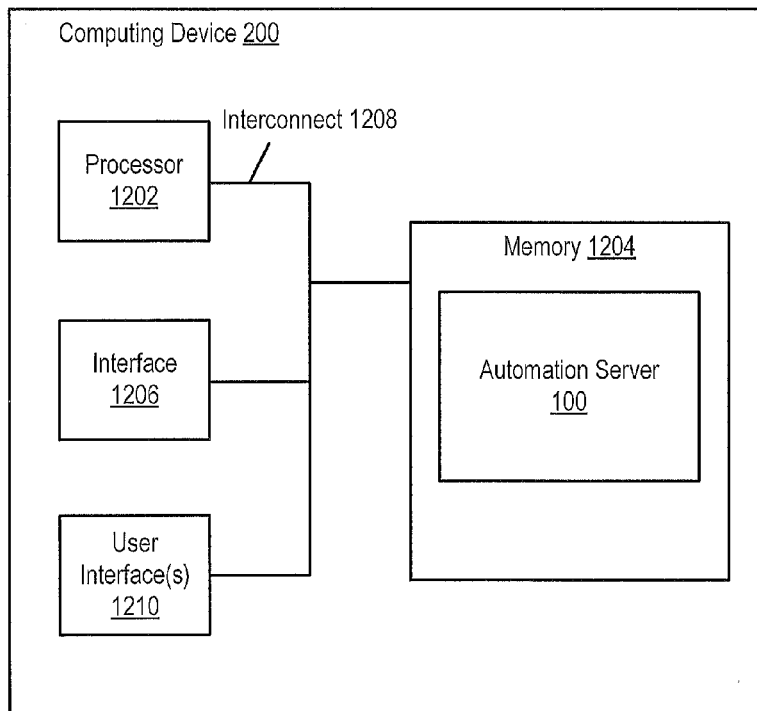 Computing Device 200
Interconnect 1208
Processor
1202
Memory 1204
Interface
1206
Automation Server
100
User
Interface(s)
1210